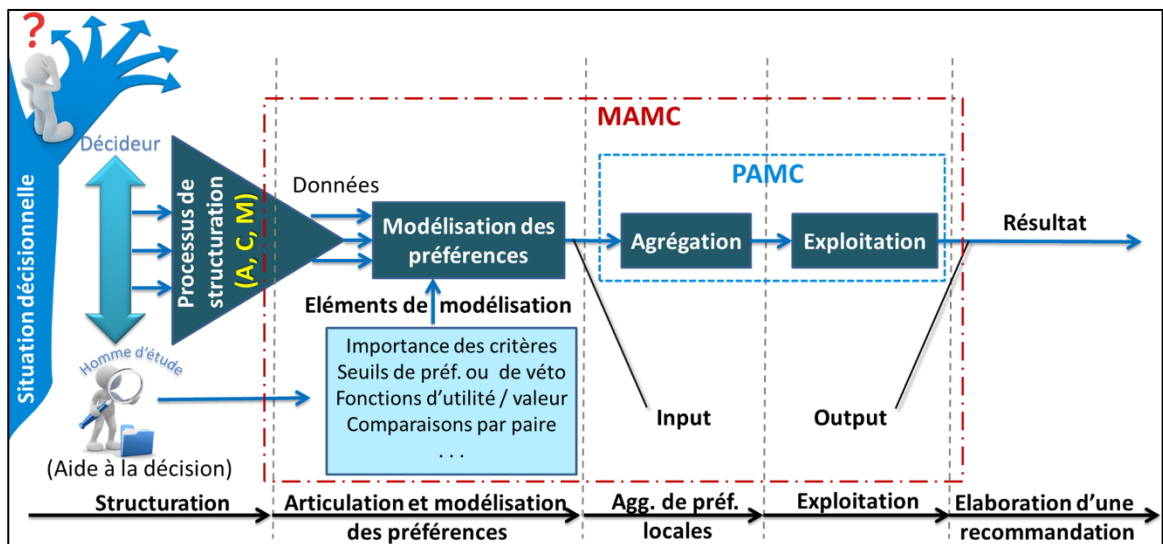 ?
Situation décisionnelle
Décideur
Processus de
structuration
(A, C, M)
Homme d'étude
(Aide à la décision)
MAMC
PAMC
Données
Modélisation des
préférences
Agrégation
Exploitation
Résultat
Eléments de modélisation
Importance des critères
Seuils de préf. ou de véto
Fonctions d'utilité / valeur
Comparaisons par paire
. . .
Input
Output
Structuration
Articulation et modélisation
des préférences
Agg. de préf.
locales
Exploitation
Elaboration d'une
recommandation